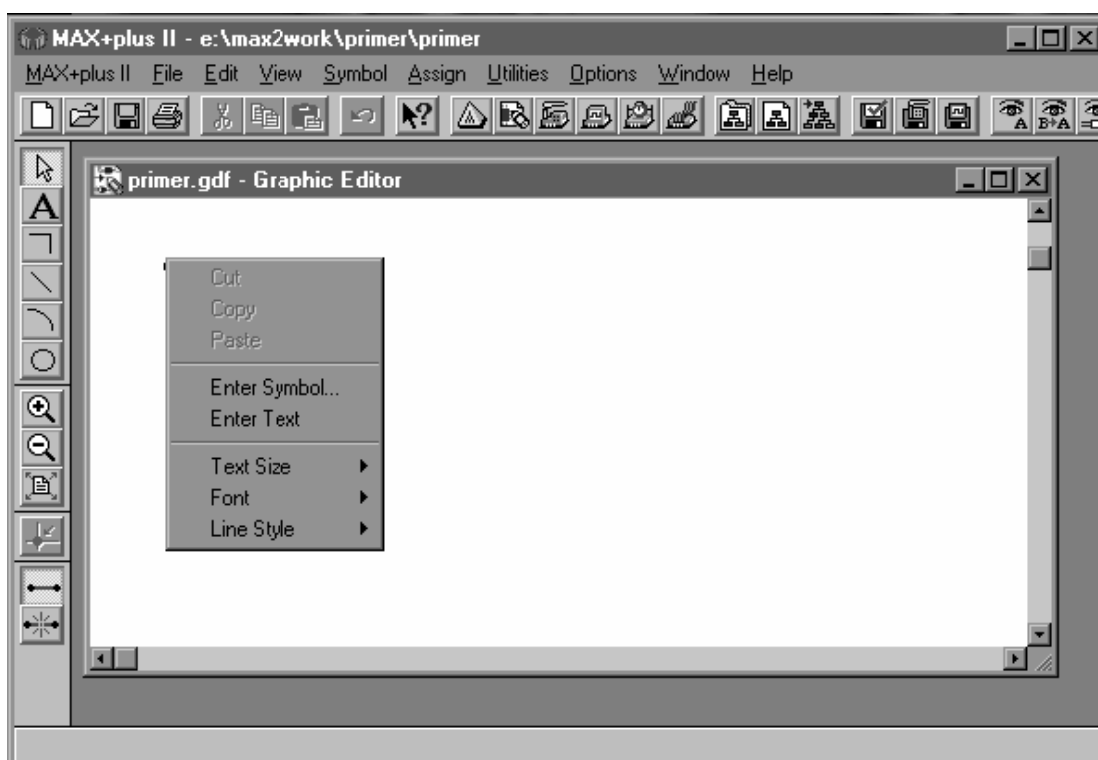 MAX+plus II - e:\max2work\primer\primer
MAX+plus II File Edit View Symbol Assign Utilities Options Window Help
A B+A
A
primer.gdf - Graphic Editor
Cut
Copy
Paste
Enter Symbol...
Enter Text
Text Size
Font
Line Style